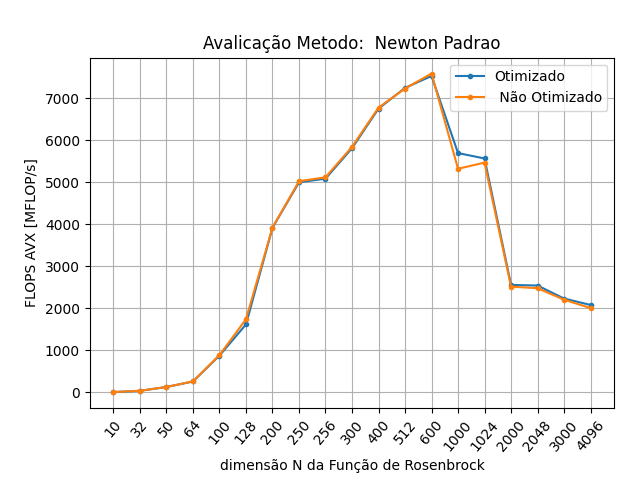 Avalicação Metodo:  Newton Padrao
Otimizado
Não Otimizado
FLOPS AVX [MFLOP/s]
7000
6000
5000
4000
3000
2000
1000
0
10 32 50 64 100 128 200 250 256 300 400 512 600 1000 1024 2000 2048 3000 4096
dimensão N da Função de Rosenbrock